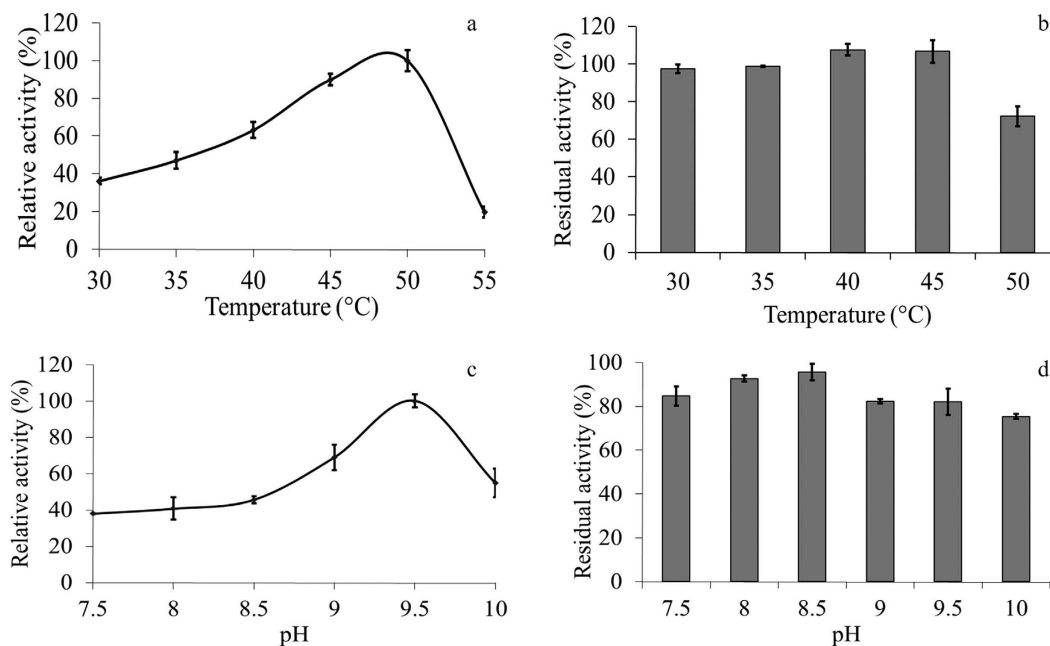 a
Relative activity (%)
120
100
80
60
40
20
0
30 35 40 45 50 55
Temperature (°C)
b
Residual activity (%)
120
100
80
60
40
20
0
30 35 40 45 50
Temperature (°C)
c
Relative activity (%)
120
100
80
60
40
20
0
7.5 8 8.5 9 9.5 10
pH
d
Residual activity (%)
100
80
60
40
20
0
7.5 8 8.5 9 9.5 10
pH